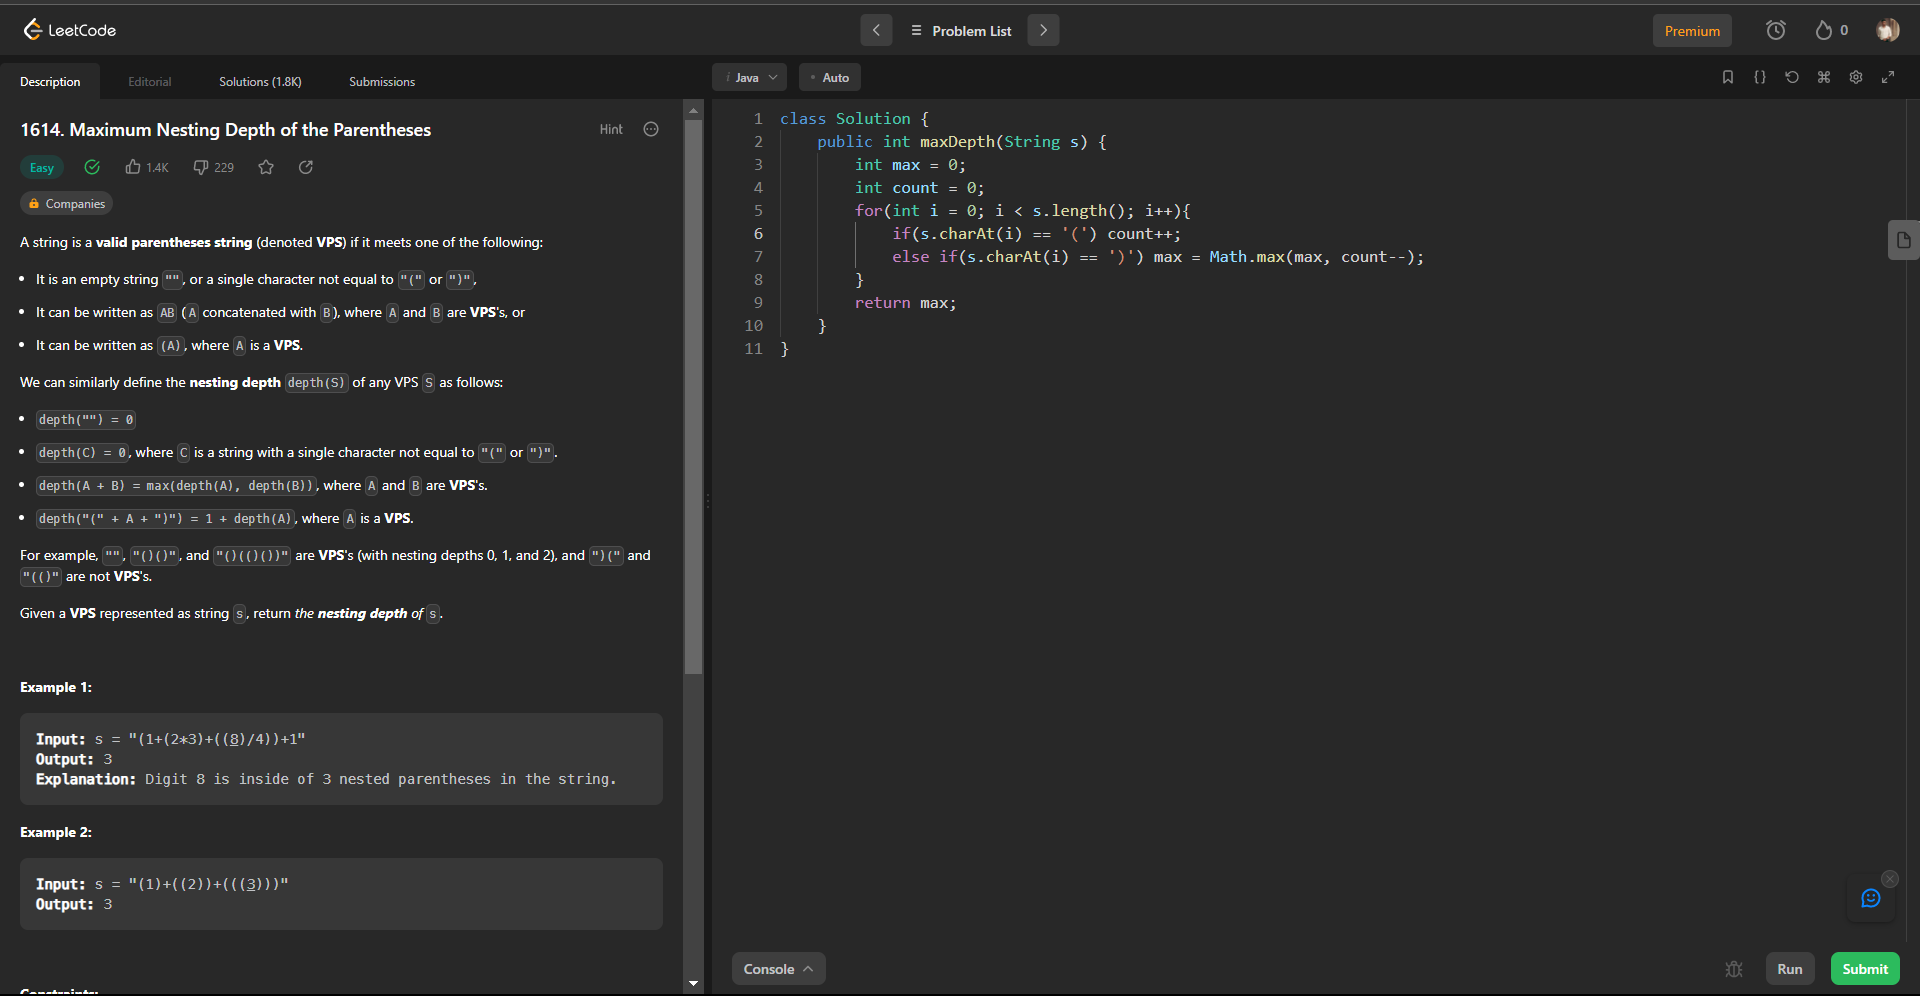 LeetCode
Problem List
Premium
0
Description Editorial Solutions (1.8K) Submissions
i Java
• Auto
1614. Maximum Nesting Depth of the Parentheses
Hint
Easy 1.4K 229
Companies
A string is a valid parentheses string (denoted VPS) if it meets one of the following:
• It is an empty string "", or a single character not equal to "(" or ")",
• It can be written as AB (A concatenated with B), where A and B are VPS's, or
• It can be written as (A), where A is a VPS.
We can similarly define the nesting depth depth(S) of any VPS S as follows:
• depth("") = 0
• depth(C) = 0, where C is a string with a single character not equal to "(" or ")".
• depth(A + B) = max(depth(A), depth(B)), where A and B are VPS's.
• depth("(" + A + ")") = 1 + depth(A), where A is a VPS.
For example, "", "()()", and "()(()())" are VPS's (with nesting depths 0, 1, and 2), and ")(" and
"(()" are not VPS's.
Given a VPS represented as string s, return the nesting depth of s.
Example 1:
Input: s = "(1+(2*3)+((8)/4))+1"
Output: 3
Explanation: Digit 8 is inside of 3 nested parentheses in the string.
Example 2:
Input: s = "(1)+((2))+(((3)))"
Output: 3
Constraints:
1 class Solution {
2 public int maxDepth(String s) {
3 int max = 0;
4 int count = 0;
5 for(int i = 0; i < s.length(); i++){
6 if(s.charAt(i) == '(') count++;
7 else if(s.charAt(i) == ')') max = Math.max(max, count--);
8 }
9 return max;
10 }
11 }
Console
Run
Submit